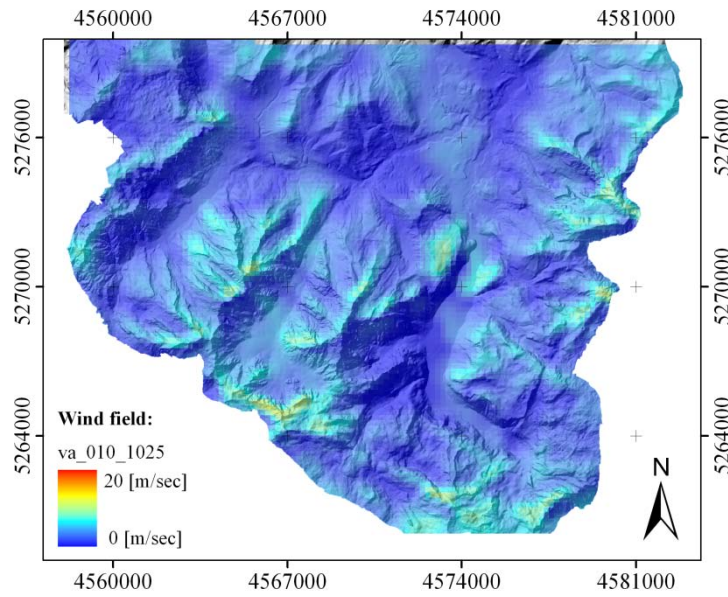 4560000 4567000 4574000 4581000
5276000 5276000
5270000 5270000
5264000 5264000
Wind field:
va_010_1025
20 [m/sec]
0 [m/sec]
N
4560000 4567000 4574000 4581000